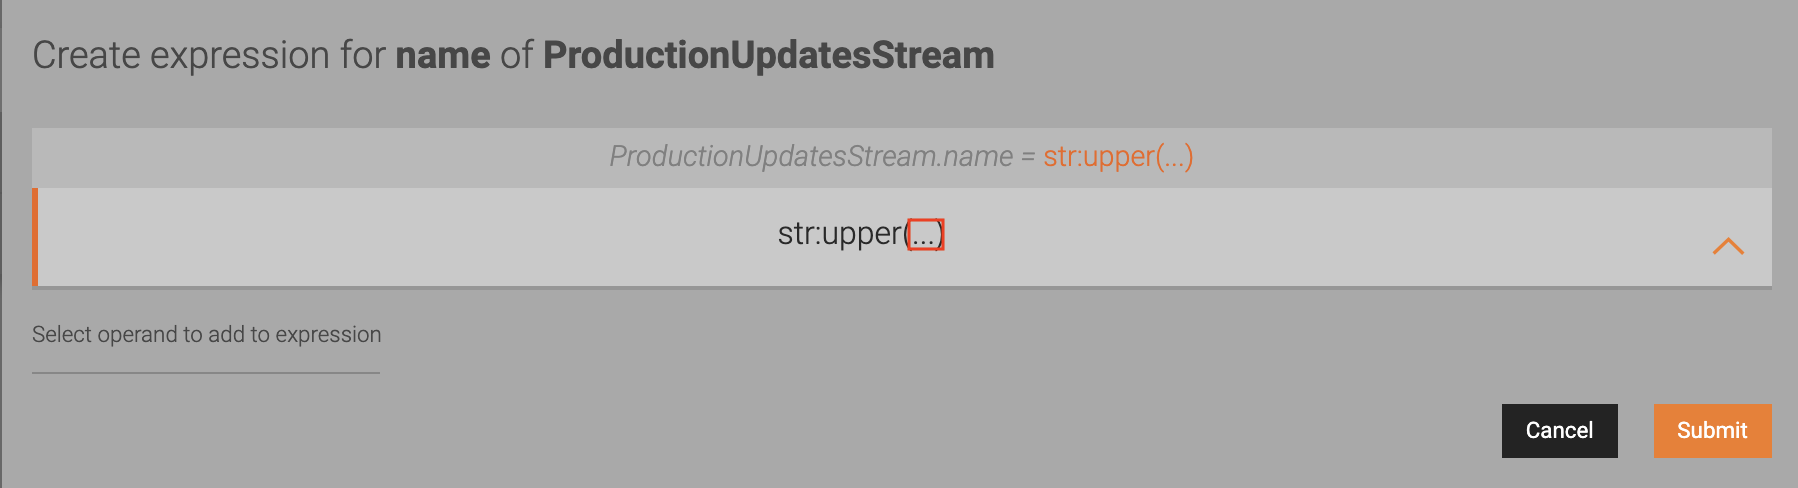 Create expression for name of ProductionUpdatesStream
ProductionUpdatesStream.name = str:upper(...)
str:upper(...)
Select operand to add to expression
Cancel
Submit